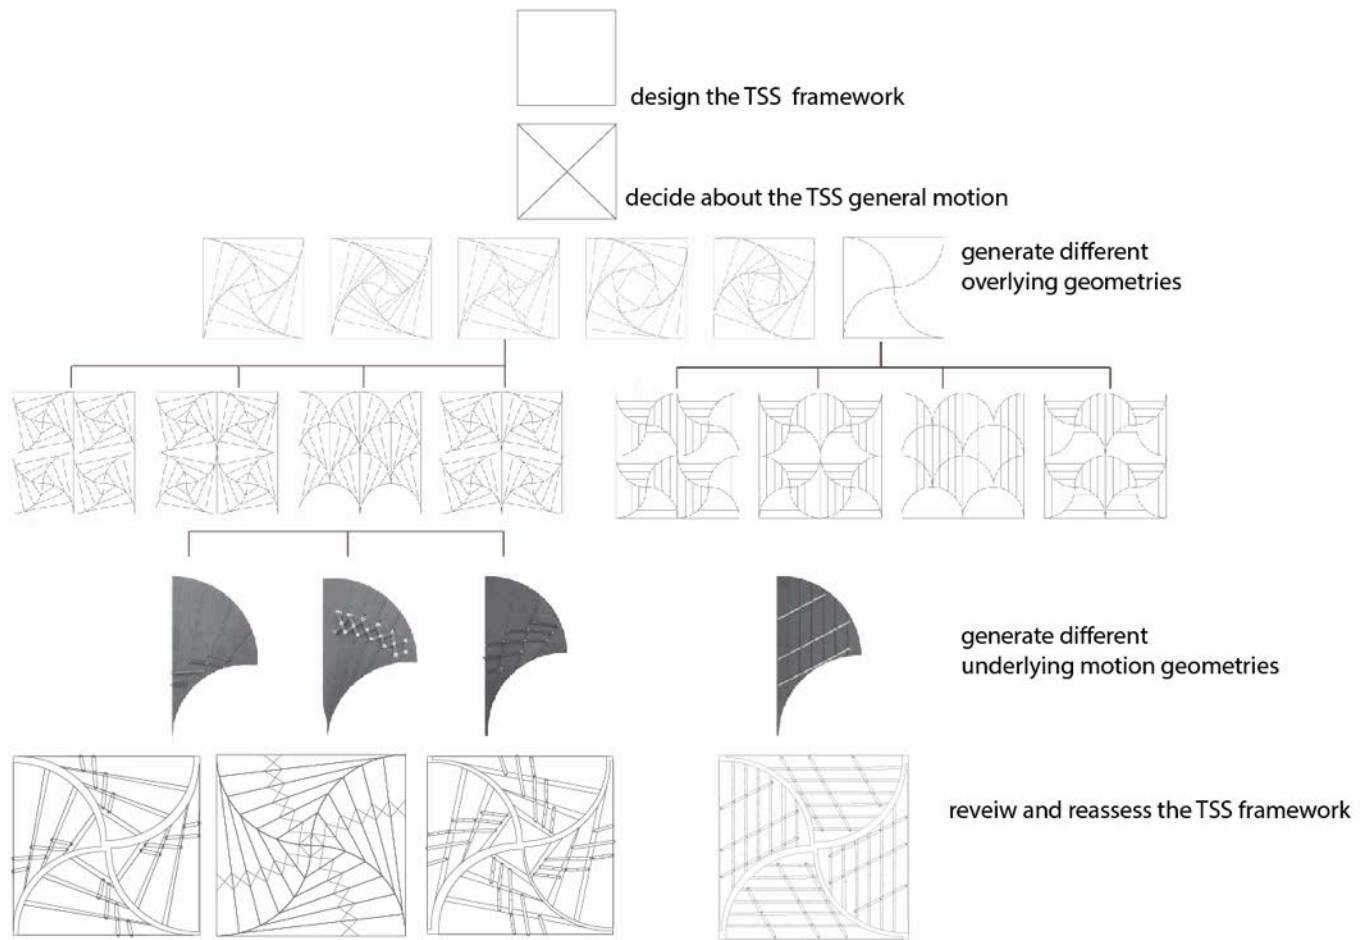 design the TSS framework
decide about the TSS general motion
generate different
overlying geometries
generate different
underlying motion geometries
reveiw and reassess the TSS framework